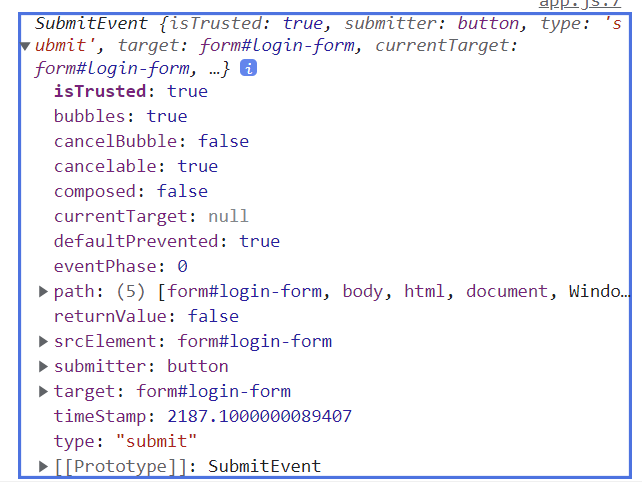 app.js:7
SubmitEvent {isTrusted: true, submitter: button, type: 's
ubmit', target: form#login-form, currentTarget:
form#login-form, …} i
isTrusted: true
bubbles: true
cancelBubble: false
cancelable: true
composed: false
currentTarget: null
defaultPrevented: true
eventPhase: 0
path: (5) [form#login-form, body, html, document, Windo…
returnValue: false
srcElement: form#login-form
submitter: button
target: form#login-form
timeStamp: 2187.1000000089407
type: "submit"
[[Prototype]]: SubmitEvent